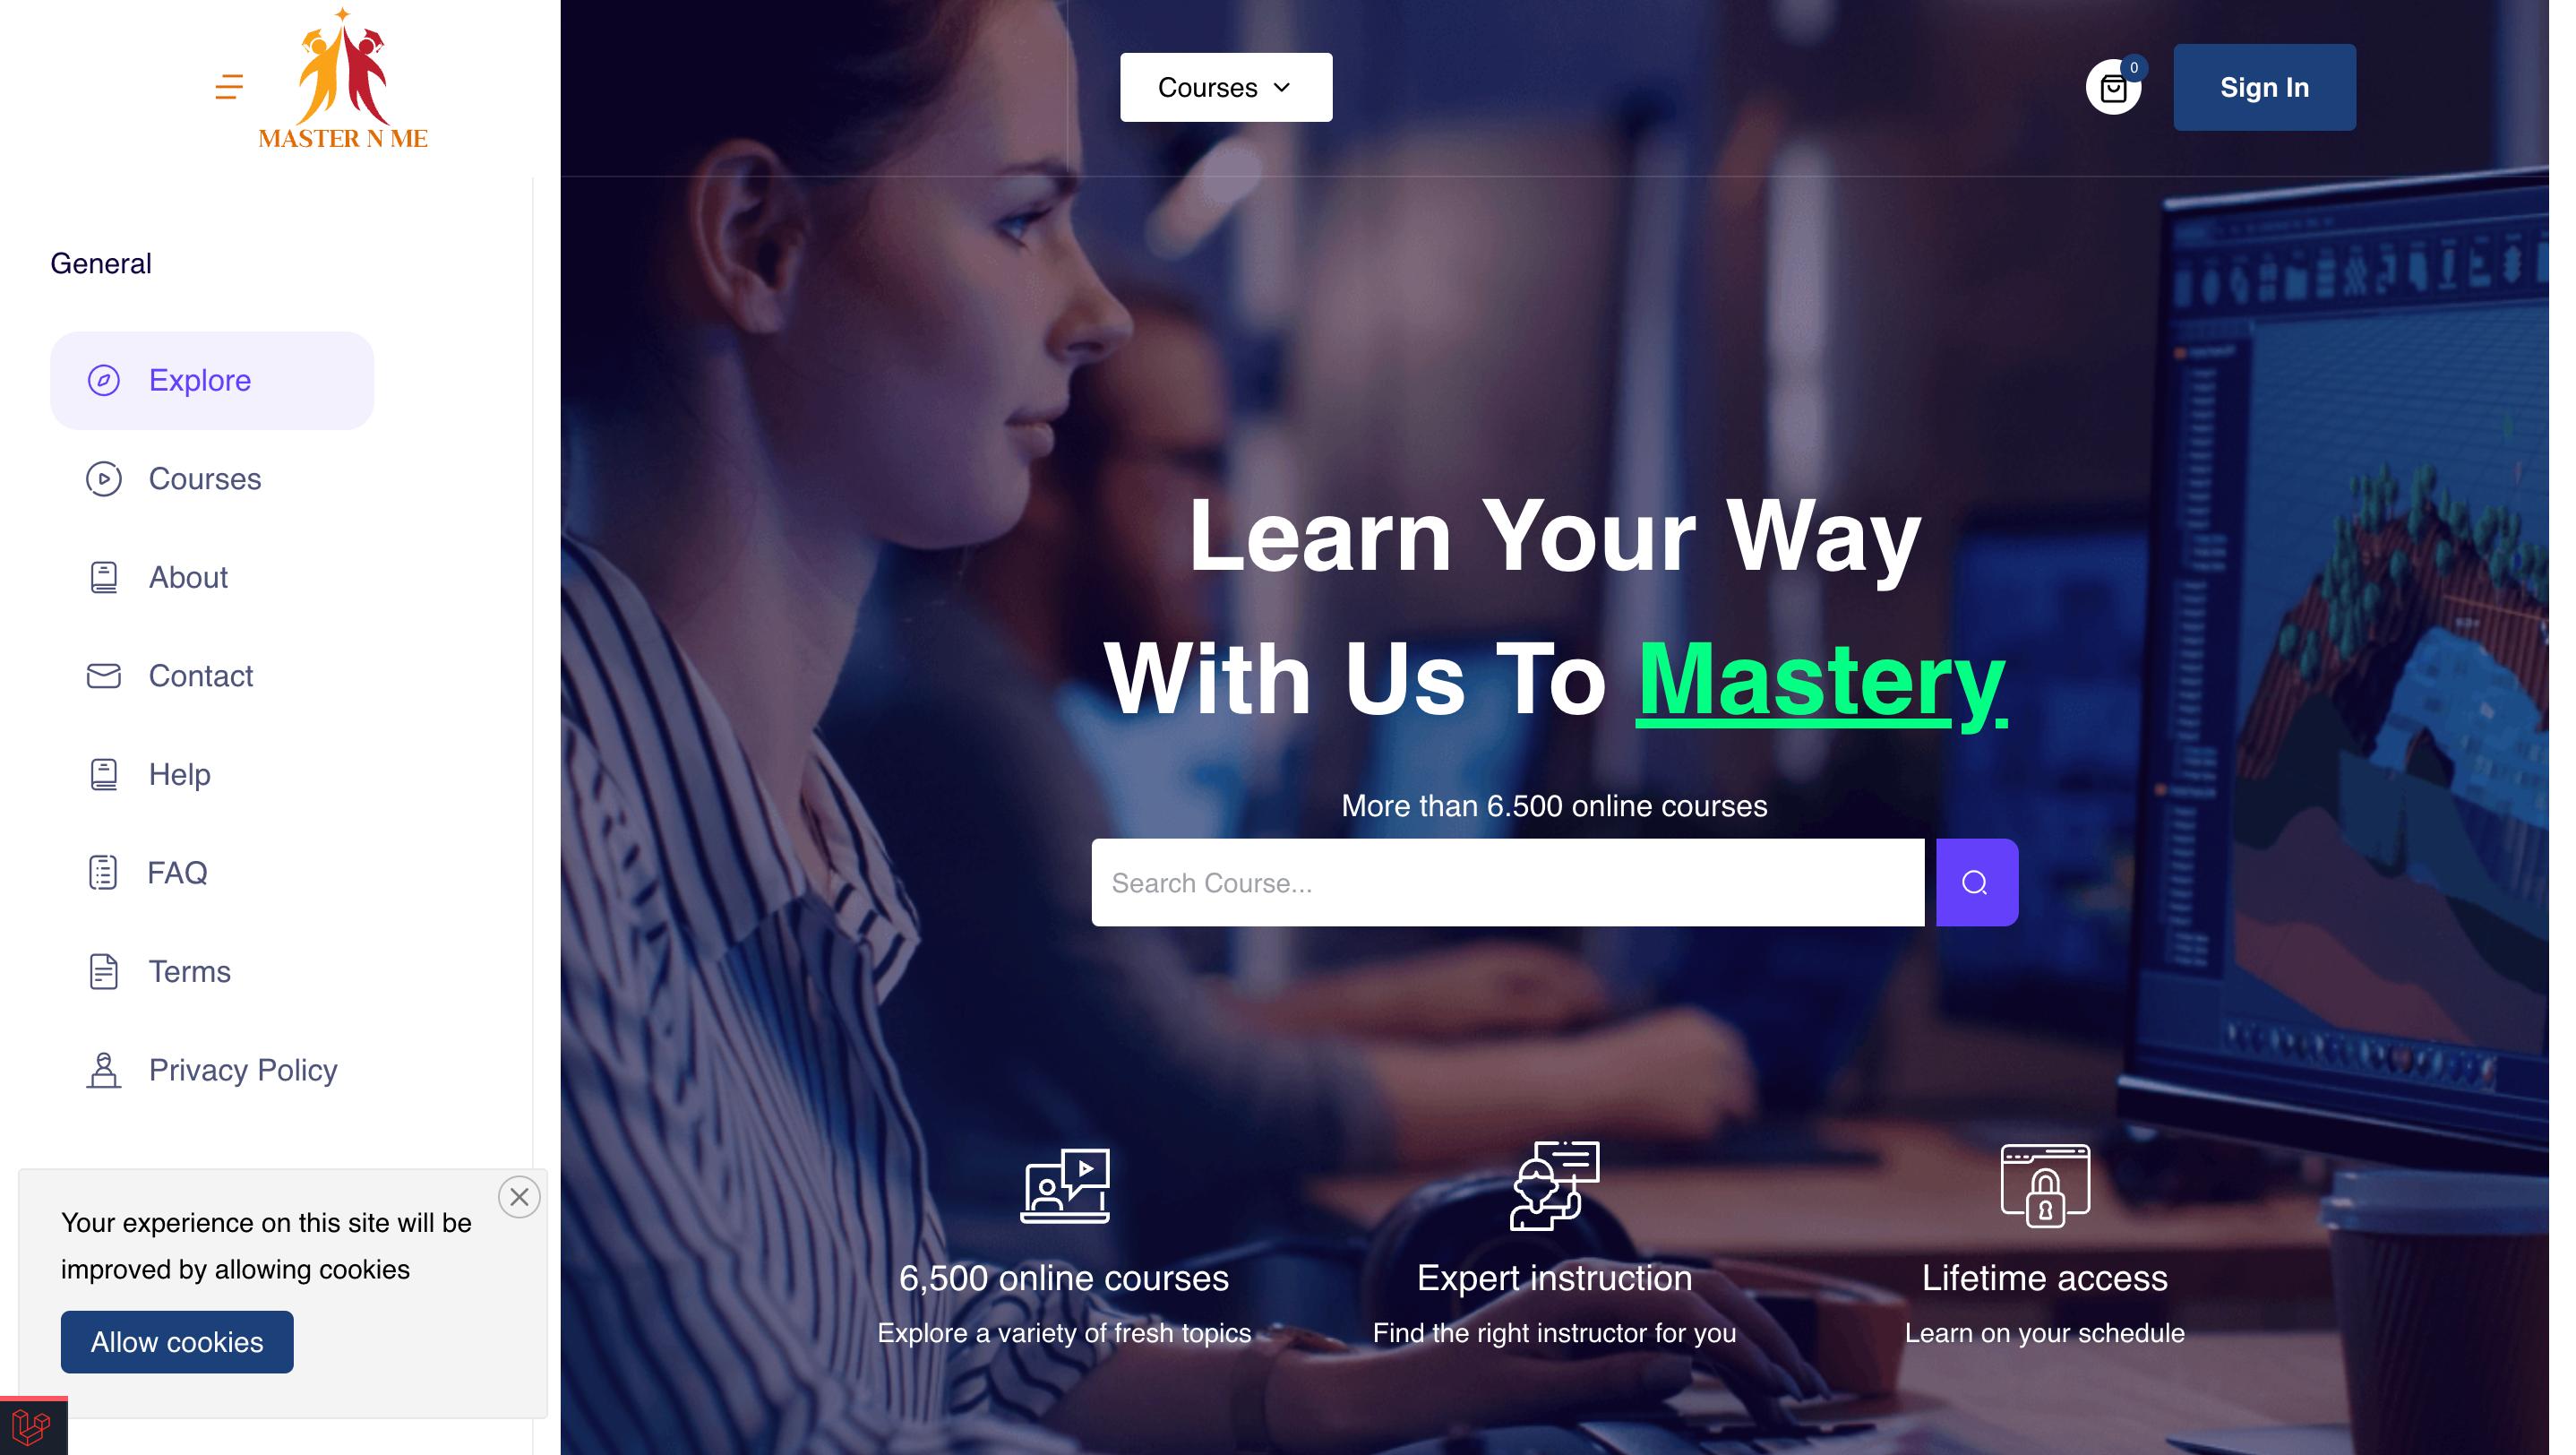 MASTER N ME
Courses
0
Sign In
General
Explore
Courses
About
Contact
Help
FAQ
Terms
Privacy Policy
Learn Your Way
With Us To Mastery
More than 6.500 online courses
Search Course...
6,500 online courses
Explore a variety of fresh topics
Expert instruction
Find the right instructor for you
Lifetime access
Learn on your schedule
Your experience on this site will be
improved by allowing cookies
Allow cookies